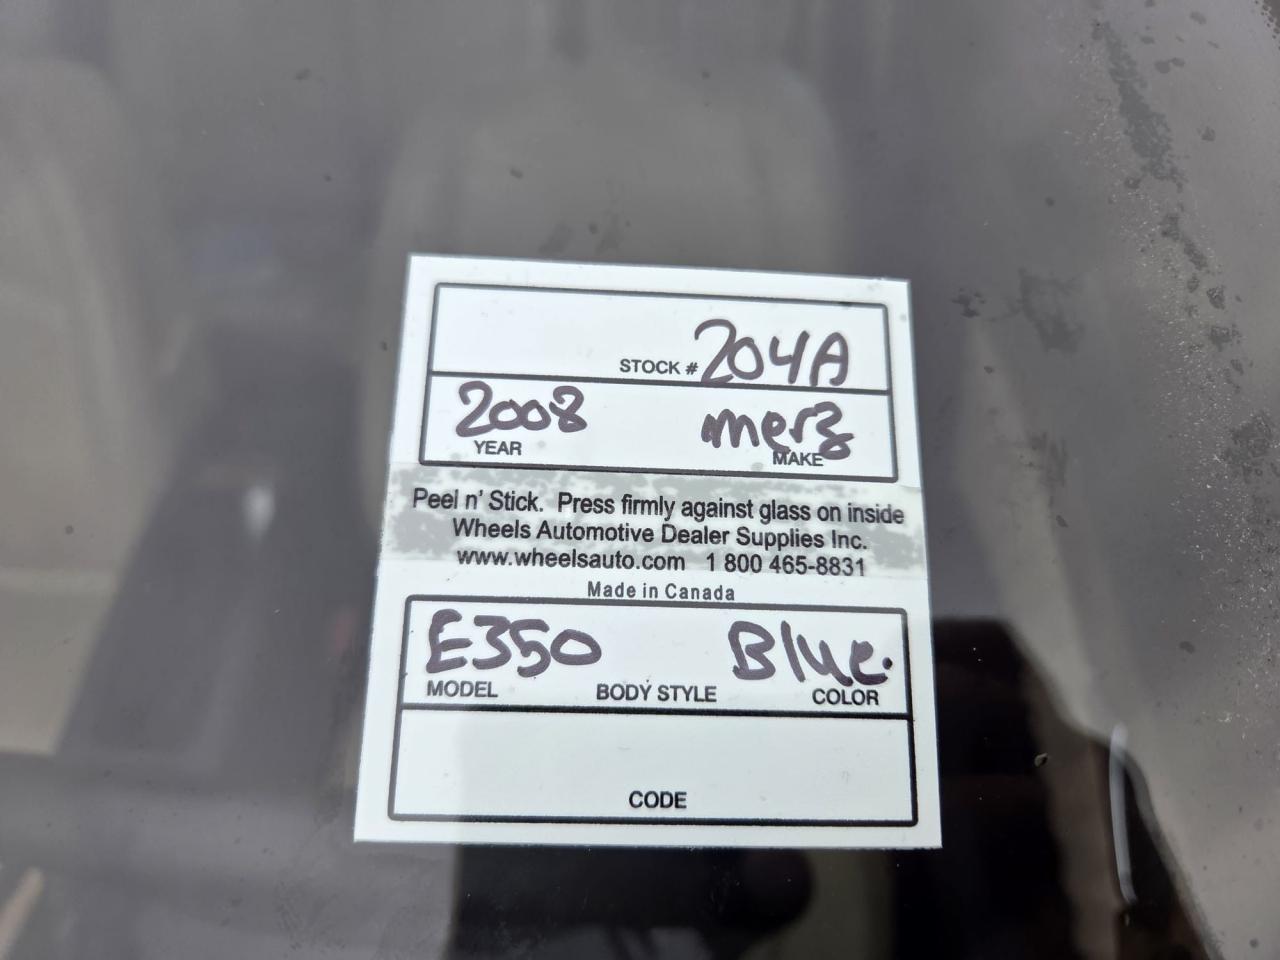 STOCK # 204A
2008 merz
YEAR MAKE
Peel n' Stick. Press firmly against glass on inside
Wheels Automotive Dealer Supplies Inc.
www.wheelsauto.com 1 800 465-8831
Made in Canada
E350 Blue.
MODEL BODY STYLE COLOR
CODE